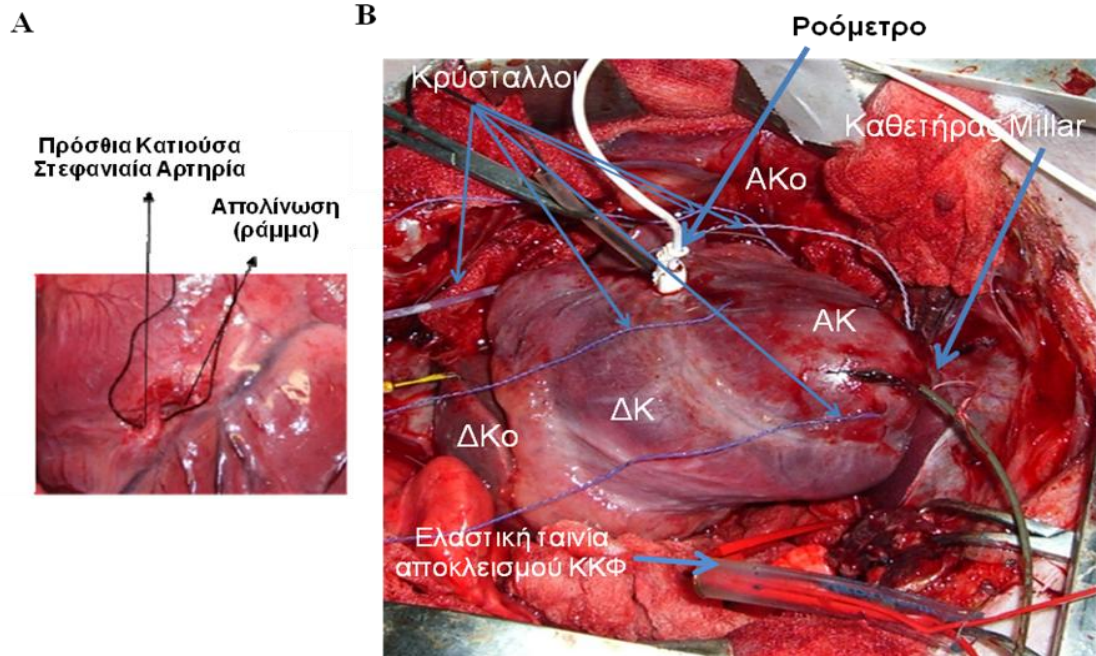 A
B
Ροόμετρο
Κρύσταλλοι
Καθετήρας Millar
Πρόσθια Κατιούσα
Στεφανιαία Αρτηρία
Απολίνωση
(ράμμα)
ΑΚο
ΑΚ
ΔΚ
ΔΚο
Ελαστική ταινία
αποκλεισμού ΚΚΦ